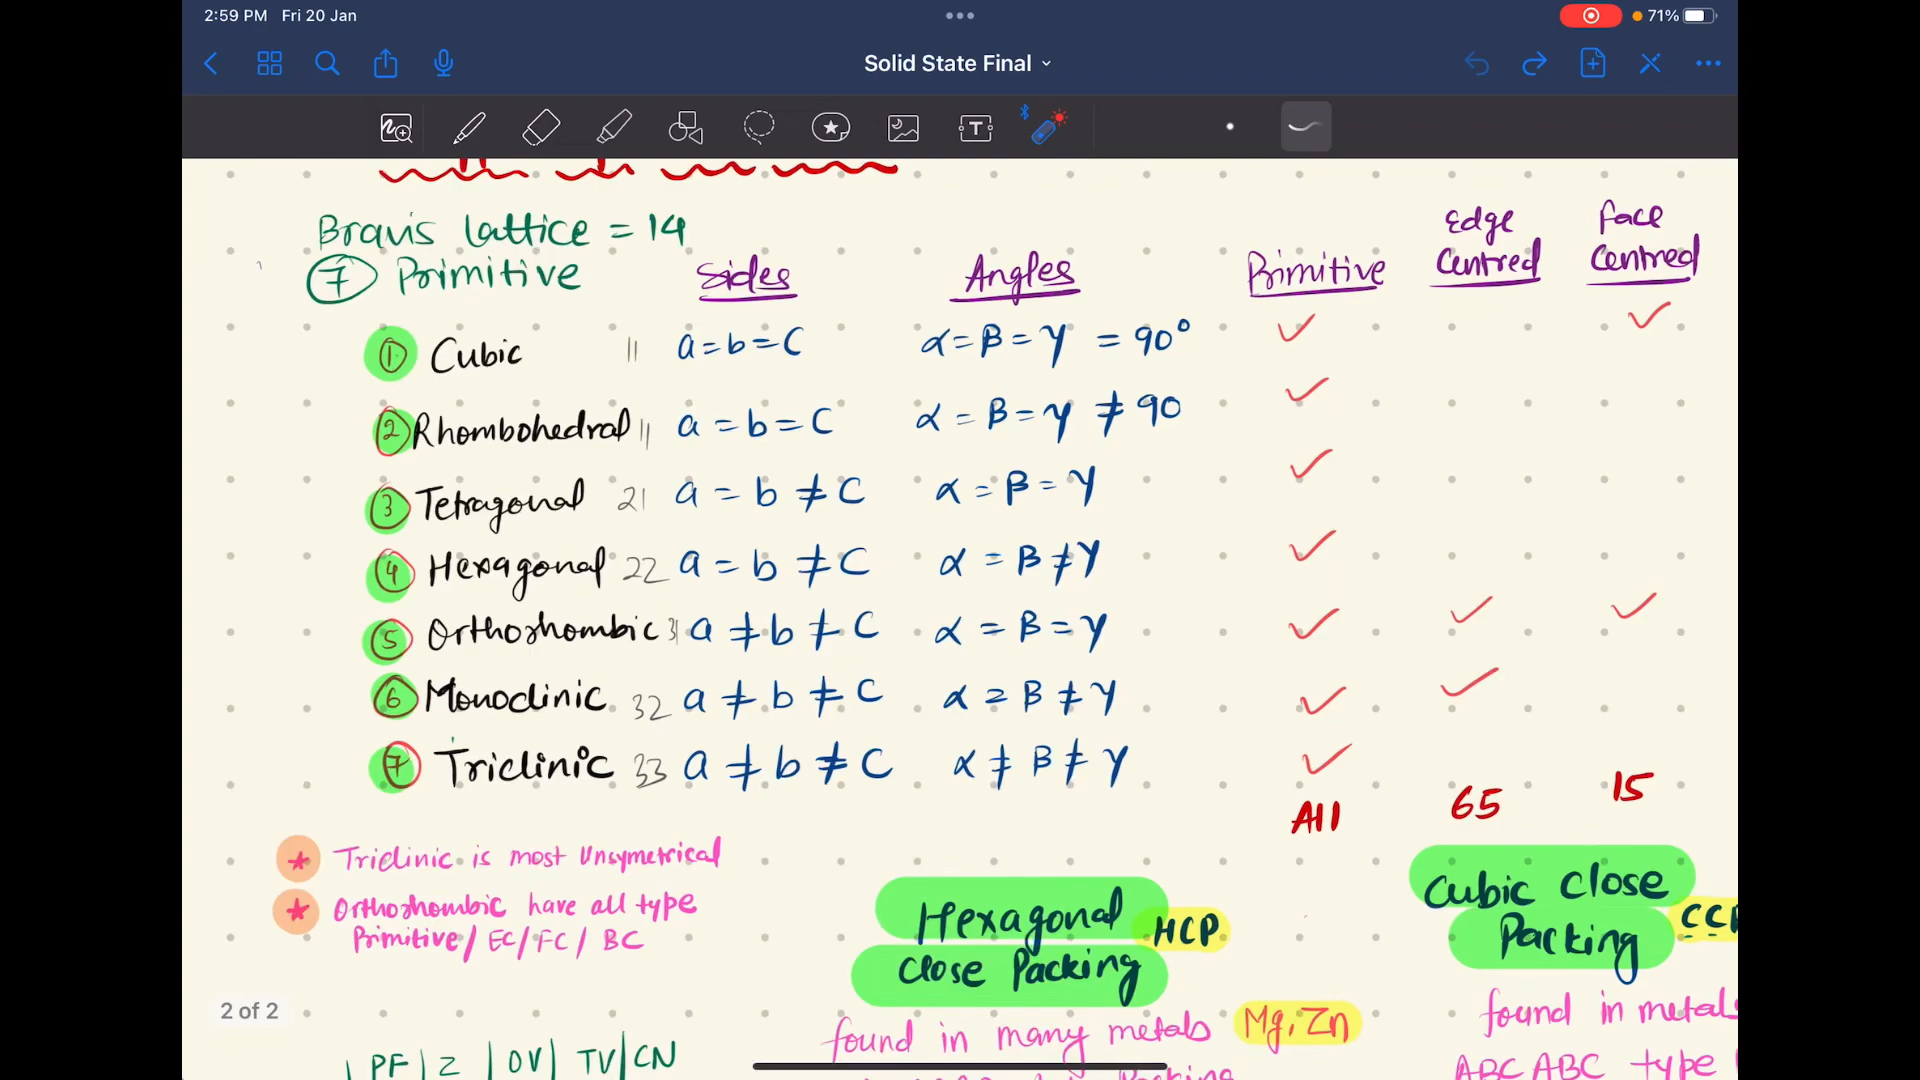 2:59 PM Fri 20 Jan
71%
Solid State Final
Bravis lattice = 14
7 Primitive
Sides Angles Primitive Edge Centred Face Centred
1 Cubic 11 a = b = C α = β = γ = 90°
2 Rhombohedral 11 a = b = C α = β = γ ≠ 90
3 Tetragonal 21 a = b ≠ C α = β = γ
4 Hexagonal 22 a = b ≠ C α = β ≠ γ
5 Orthorhombic 31 a ≠ b ≠ C α = β = γ
6 Monoclinic 32 a ≠ b ≠ C α = β ≠ γ
7 Triclinic 33 a ≠ b ≠ C α ≠ β ≠ γ
All 65 15
Triclinic is most Unsymetrical
Orthorhombic have all type
Primitive / EC / FC / BC
Hexagonal HCP
Close Packing
found in many metals Mg, Zn
Cubic Close
Packing
found in metals
ABC ABC type
2 of 2
| PF | Z | OV | TV | CN